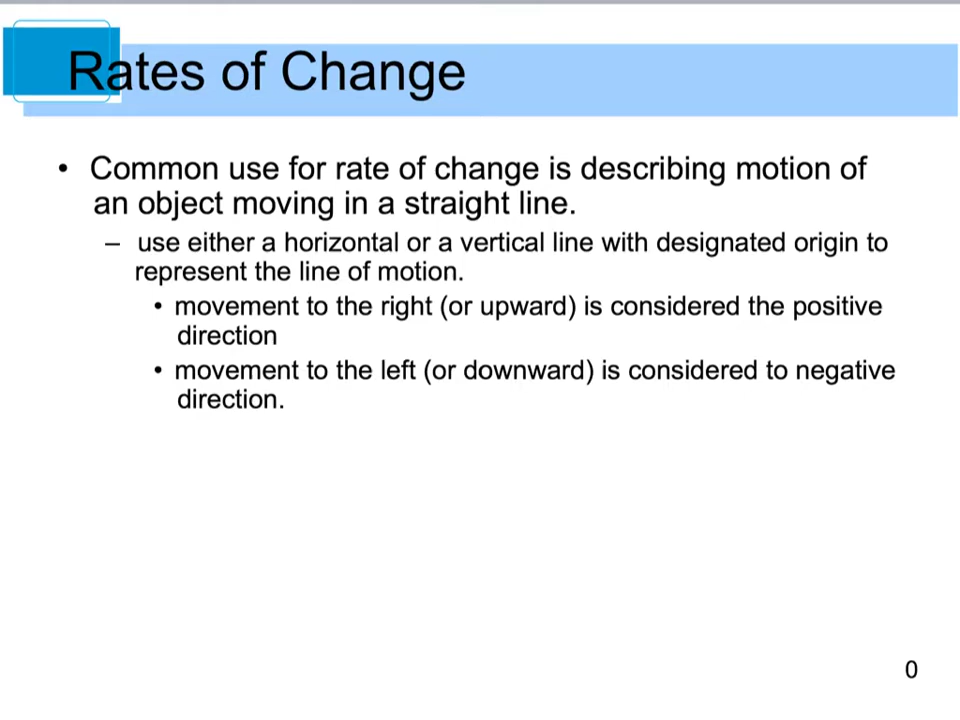 Rates of Change
• Common use for rate of change is describing motion of
an object moving in a straight line.
– use either a horizontal or a vertical line with designated origin to
represent the line of motion.
• movement to the right (or upward) is considered the positive
direction
• movement to the left (or downward) is considered to negative
direction.
0